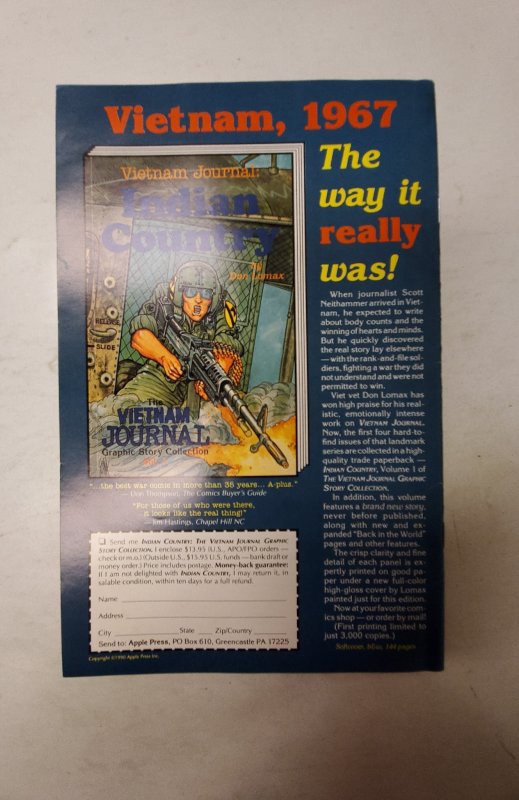 Vietnam, 1967
The
way it
really
was!
Vietnam Journal:
Indian
Country
By
Don Lomax
RELEASE
SLIDE
The
VIETNAM
JOURNAL
Graphic Story Collection
"...the best war comic in more than 35 years... A-plus."
— Don Thompson, The Comics Buyer's Guide
"For those of us who were there,
it looks like the real thing!"
— Jim Hastings, Chapel Hill NC
When journalist Scott
Neithammer arrived in Viet-
nam, he expected to write
about body counts and the
winning of hearts and minds.
But he quickly discovered
the real story lay elsewhere
— with the rank-and-file sol-
diers, fighting a war they did
not understand and were not
permitted to win.
Viet vet Don Lomax has
won high praise for his real-
istic, emotionally intense
work on VIETNAM JOURNAL.
Now, the first four hard-to-
find issues of that landmark
series are collected in a high-
quality trade paperback —
INDIAN COUNTRY, Volume 1 of
THE VIETNAM JOURNAL GRAPHIC
STORY COLLECTION.
In addition, this volume
features a brand new story,
never before published,
along with new and ex-
panded "Back in the World"
pages and other features.
The crisp clarity and fine
detail of each panel is ex-
pertly printed on good pa-
per under a new full-color
high-gloss cover by Lomax
painted just for this edition.
Now at your favorite com-
ics shop — or order by mail!
(First printing limited to
just 3,000 copies.)
Softcover, b&w, 144 pages.
❑ Send me INDIAN COUNTRY: THE VIETNAM JOURNAL GRAPHIC
STORY COLLECTION. I enclose $13.95 (U.S., APO/FPO orders —
check or m.o.) (Outside U.S., $15.95 U.S. funds — bank draft or
money order.) Price includes postage. Money-back guarantee:
If I am not delighted with INDIAN COUNTRY, I may return it, in
salable condition, within ten days for a full refund.
Name
Address
City State Zip/Country
Send to: Apple Press, PO Box 610, Greencastle PA 17225
Copyright ©1990 Apple Press Inc.